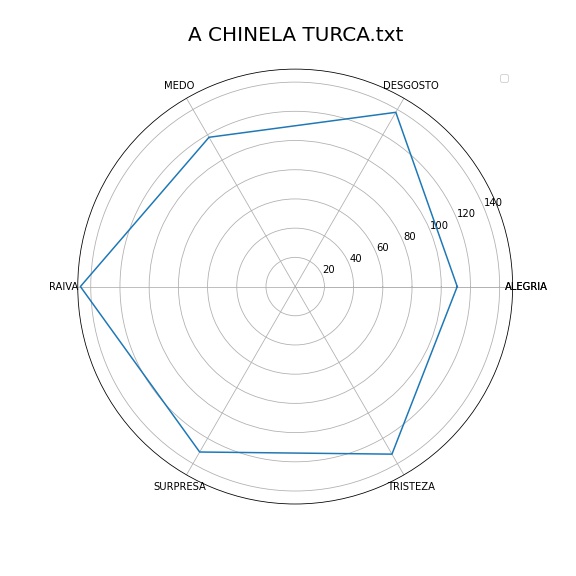 A CHINELA TURCA.txt
MEDO
DESGOSTO
140
120
100
80
60
40
20
RAIVA
ALEGRIA
SURPRESA
TRISTEZA